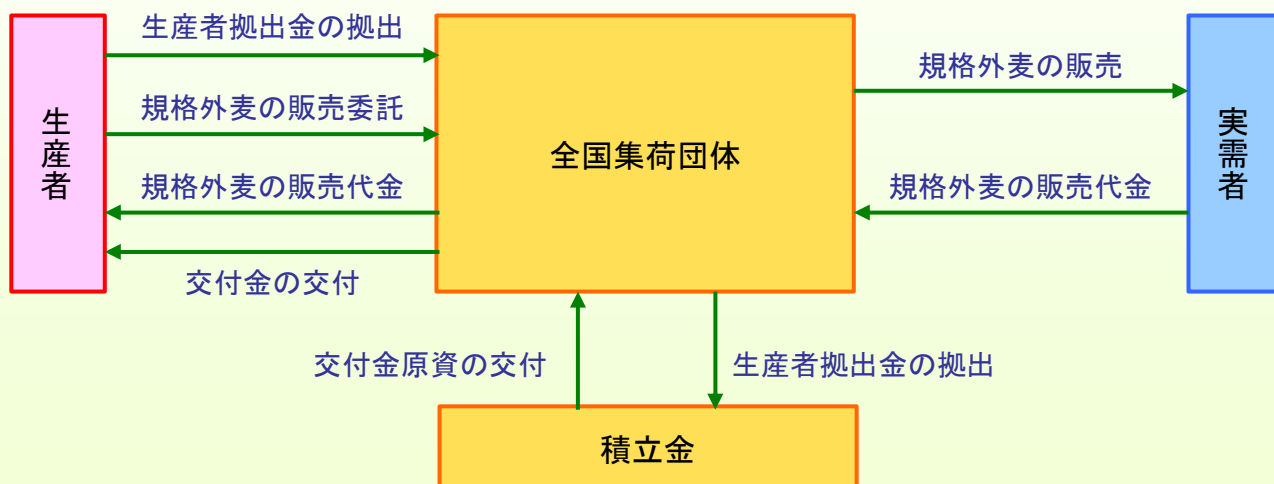 生産者拠出金の拠出
規格外麦の販売
規格外麦の販売委託
生産者
全国集荷団体
実需者
規格外麦の販売代金
規格外麦の販売代金
交付金の交付
交付金原資の交付
生産者拠出金の拠出
積立金